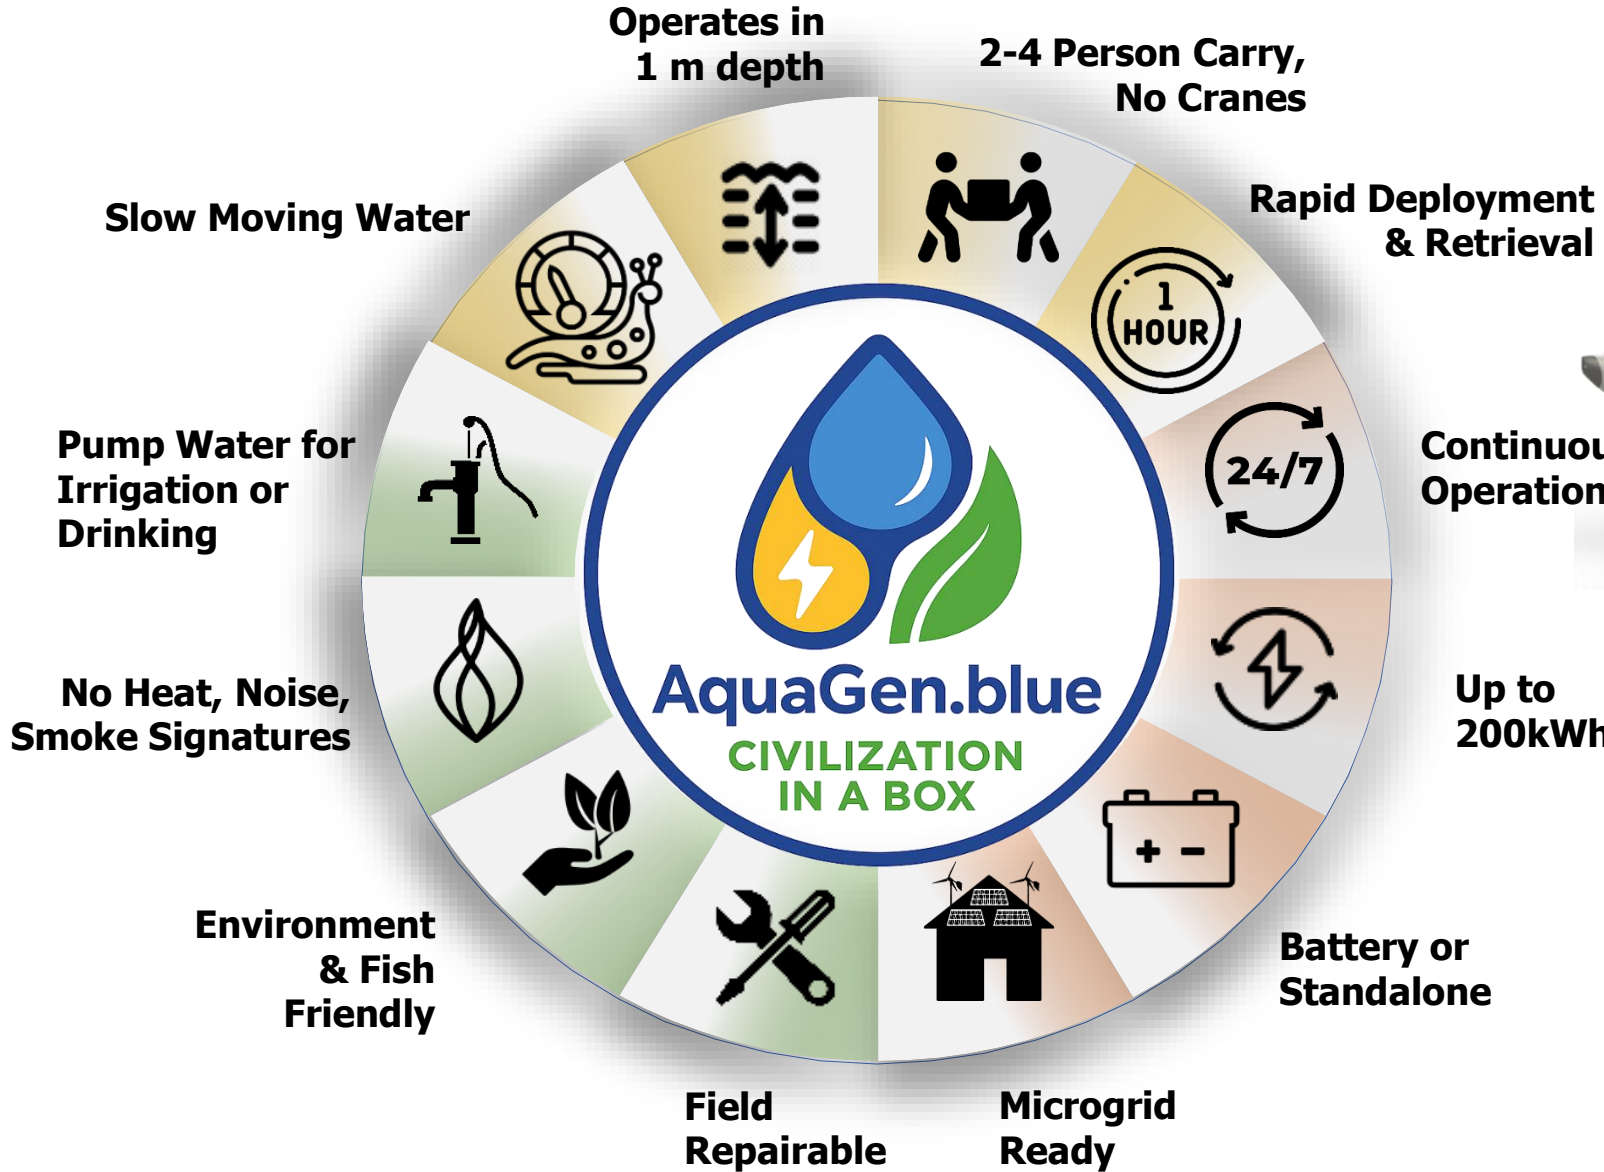 Operates in
1 m depth
2-4 Person Carry,
No Cranes
Rapid Deployment
& Retrieval
1
HOUR
24/7
Operation
Up to
200kWh
+ -
Battery or
Standalone
Microgrid
Ready
Field
Repairable
Environment
& Fish
Friendly
No Heat, Noise,
Smoke Signatures
Pump Water for
Irrigation or
Drinking
Slow Moving Water
AquaGen.blue
CIVILIZATION
IN A BOX